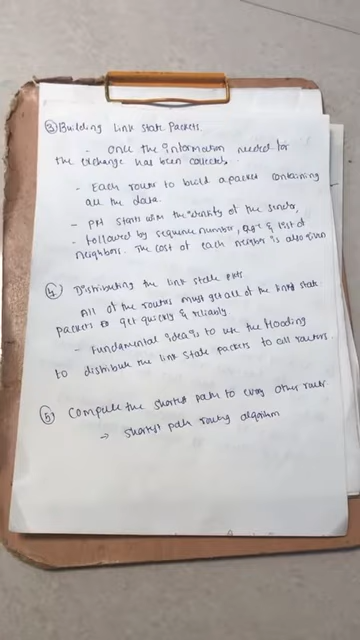 ③ Building link state Packets
- Once the information needed for
the exchange has been collected,
- Each router to build a packet containing
all the data.
- Pkt starts with the identity of the sender,
- followed by sequence number, age & list of
neighbors. The cost of each neighbor is also given
④ Distributing the link state pkts
All of the routers must get all of the link state
packets to get quickly & reliably
- Fundamental idea is to use the flooding
to distribute the link state packets to all routers.
⑤ Compute the shortest path to every other router
→ shortest path routing algorithm